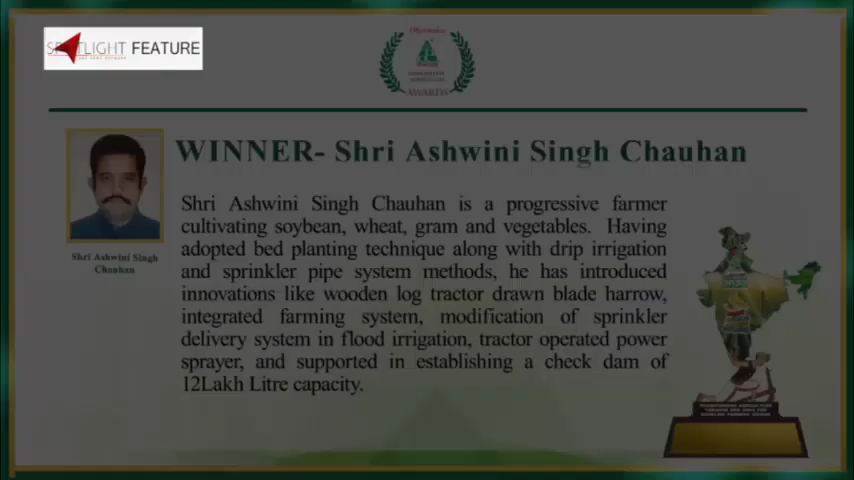 SPOTLIGHT FEATURE
AWARDS
WINNER- Shri Ashwini Singh Chauhan
Shri Ashwini Singh
Chauhan
Shri Ashwini Singh Chauhan is a progressive farmer
cultivating soybean, wheat, gram and vegetables. Having
adopted bed planting technique along with drip irrigation
and sprinkler pipe system methods, he has introduced
innovations like wooden log tractor drawn blade harrow,
integrated farming system, modification of sprinkler
delivery system in flood irrigation, tractor operated power
sprayer, and supported in establishing a check dam of
12Lakh Litre capacity.